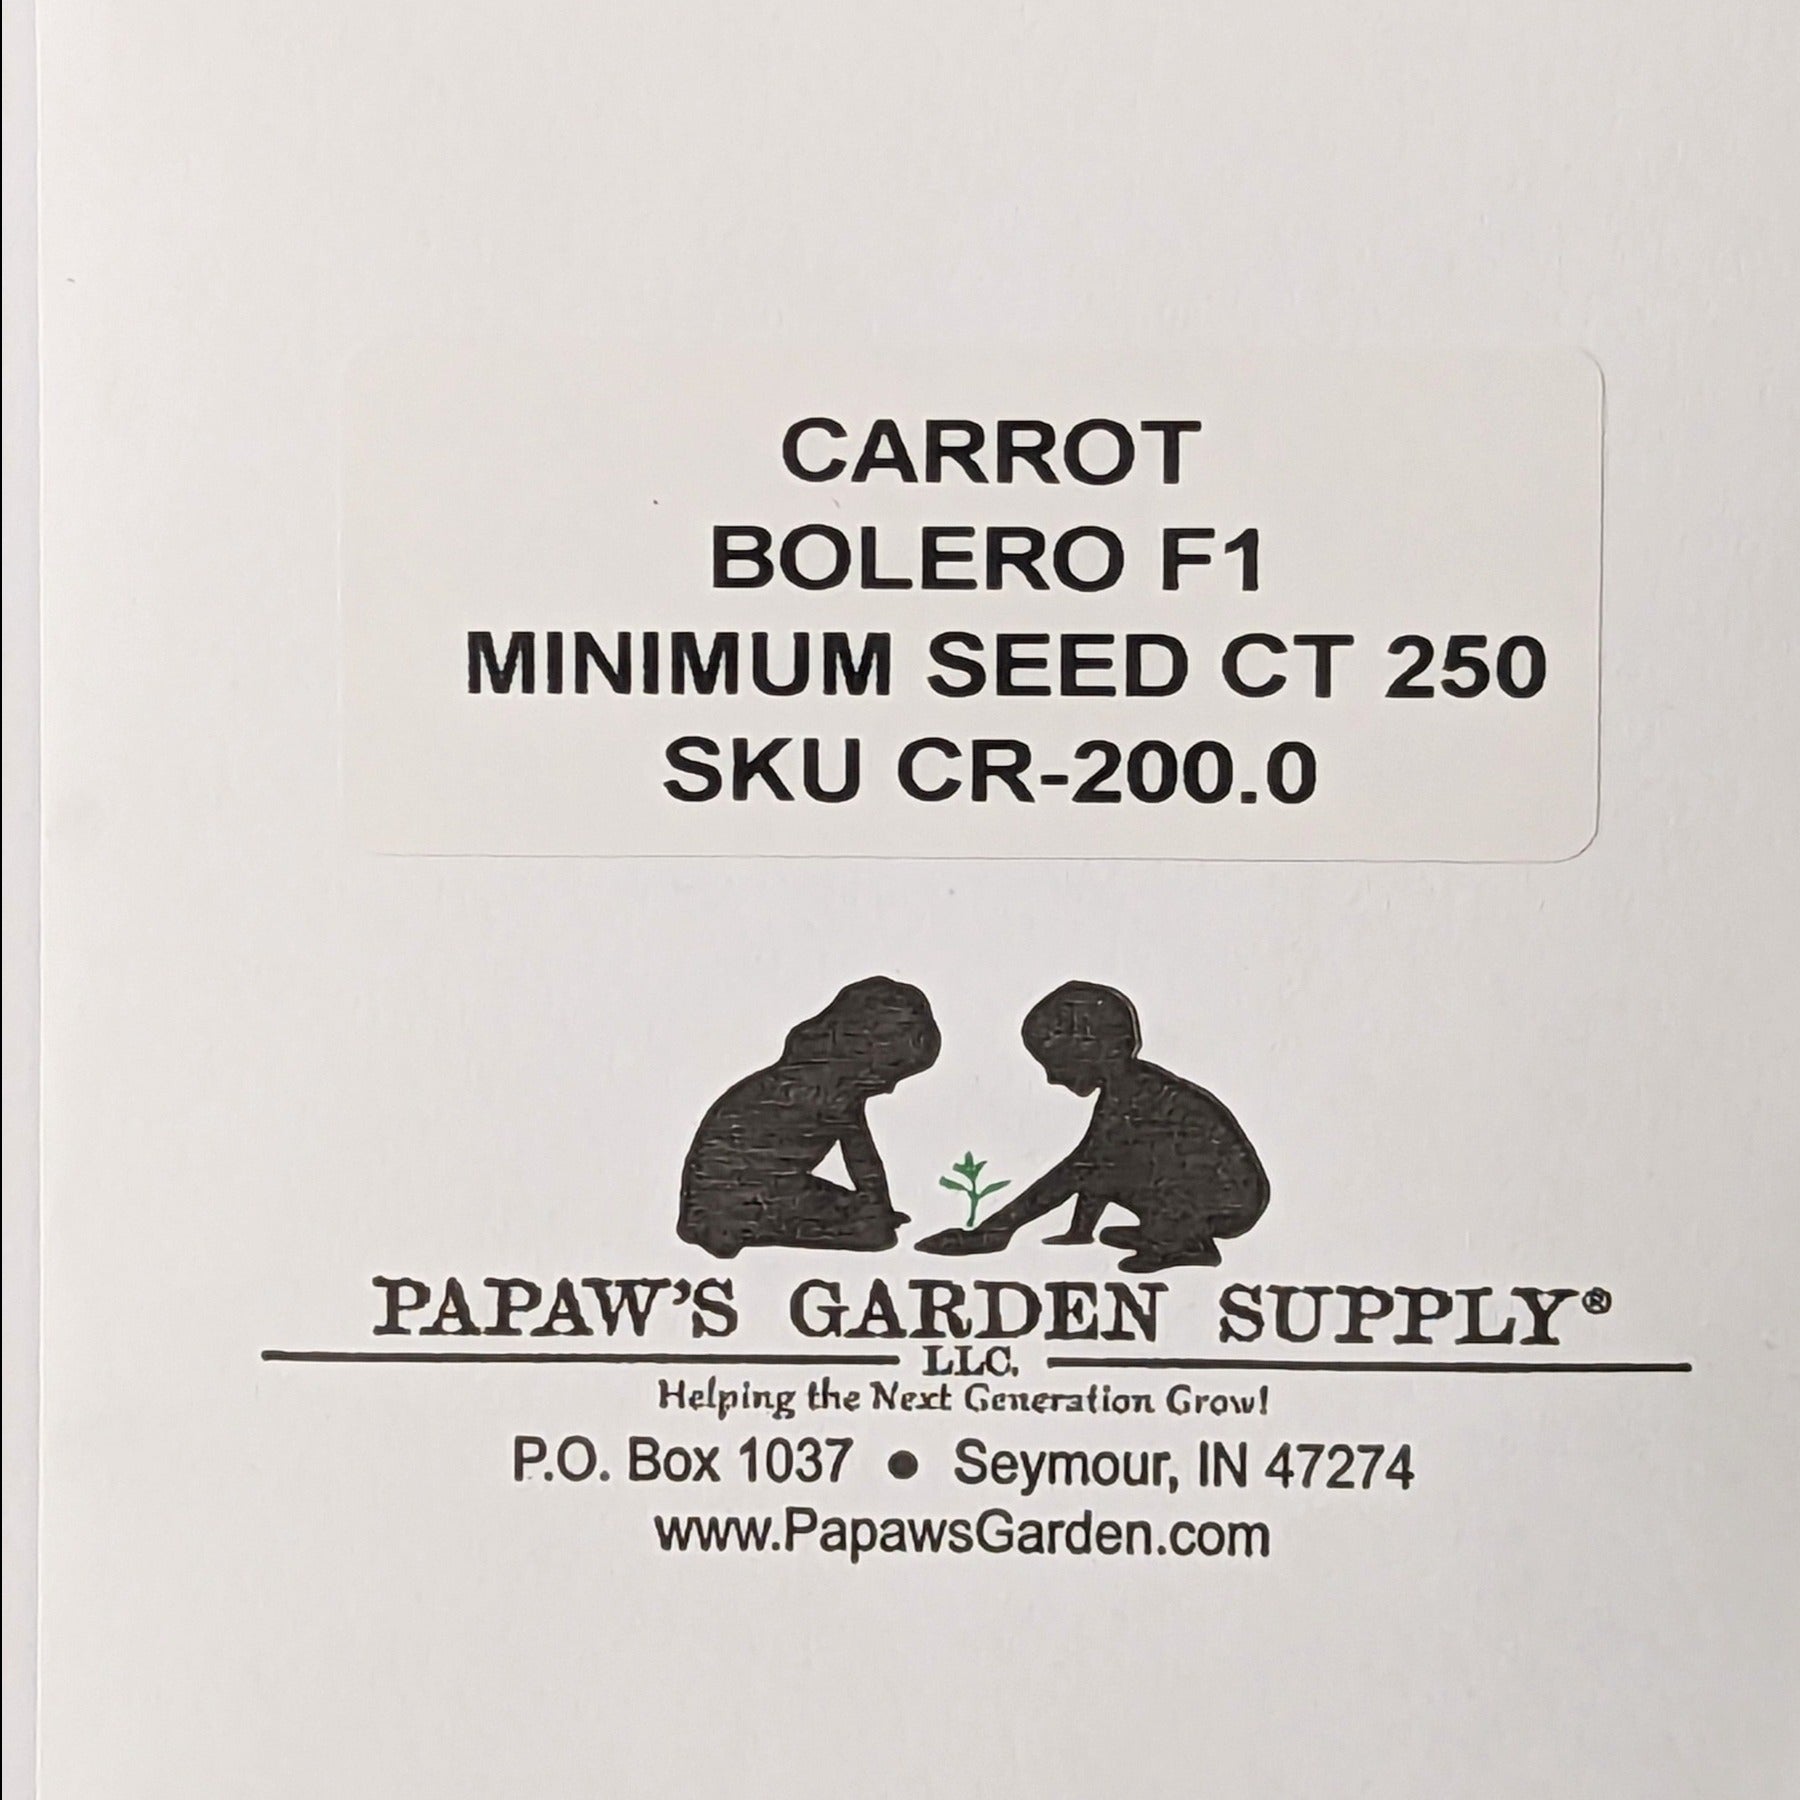 CARROT
BOLERO F1
MINIMUM SEED CT 250
SKU CR-200.0
PAPAW'S GARDEN SUPPLY®
LLC.
Helping the Next Generation Grow!
P.O. Box 1037 ● Seymour, IN 47274
www.PapawsGarden.com